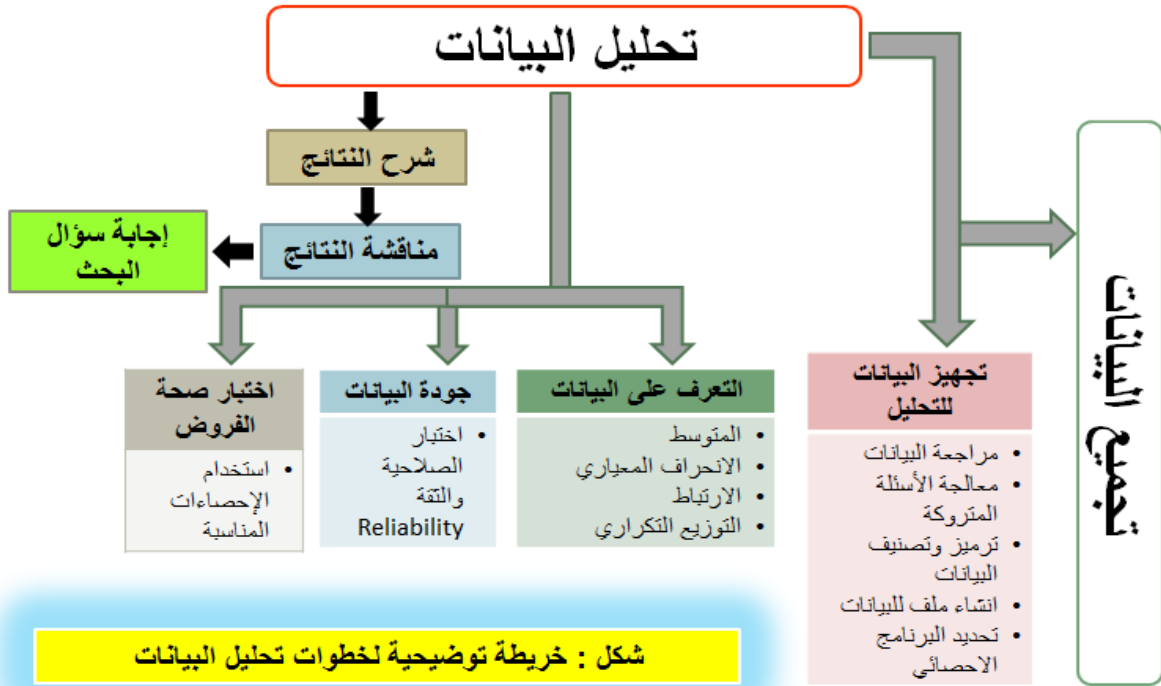 تحليل البيانات
تجميع البيانات
شرح النتائج
مناقشة النتائج
إجابة سؤال
البحث
تجهيز البيانات
للتحليل
• مراجعة البيانات
• معالجة الأسئلة
المتروكة
• ترميز وتصنيف
البيانات
• انشاء ملف للبيانات
• تحديد البرنامج
الاحصائي
التعرف على البيانات
• المتوسط
• الانحراف المعياري
• الارتباط
• التوزيع التكراري
جودة البيانات
• اختبار
الصلاحية
والثقة
Reliability
اختبار صحة
الفروض
• استخدام
الإحصاءات
المناسبة
شكل : خريطة توضيحية لخطوات تحليل البيانات